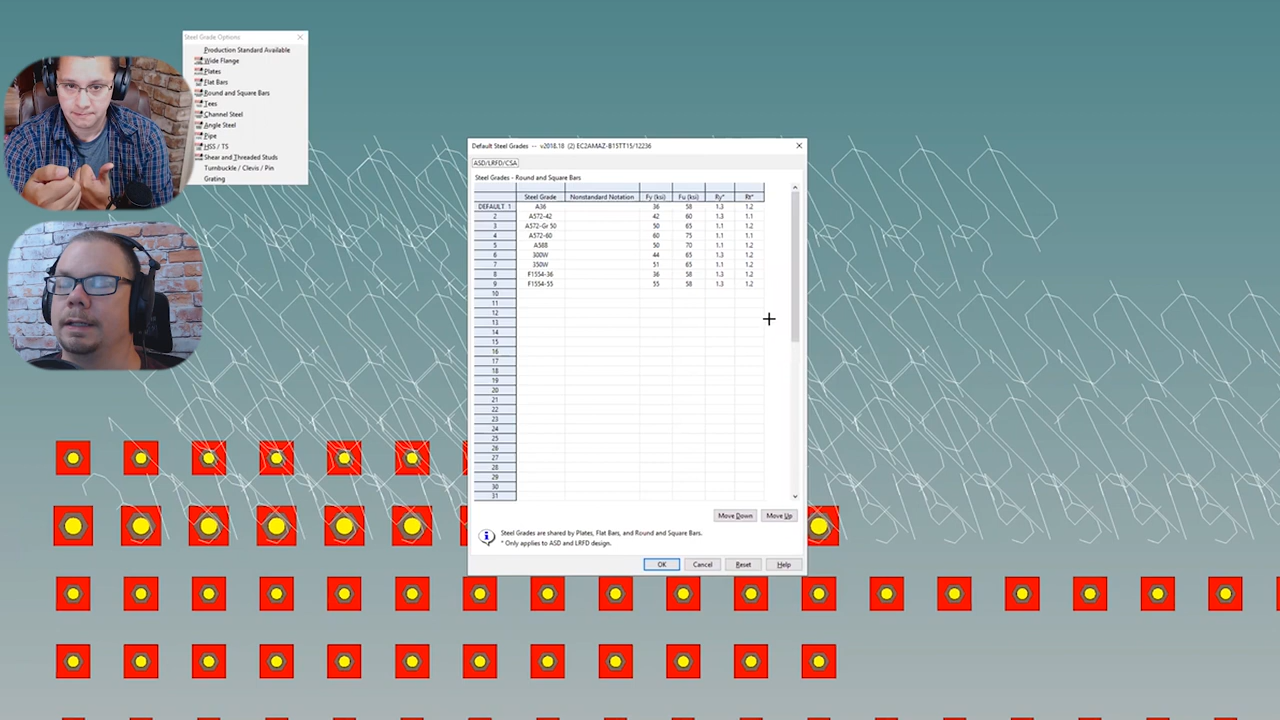 Steel Grade Options
Production Standard Available
Wide Flange
Plates
Flat Bars
Round and Square Bars
Tees
Channel Steel
Angle Steel
Pipe
HSS / TS
Shear and Threaded Studs
Turnbuckle / Clevis / Pin
Grating
Default Steel Grades -- v2018.18 (2) EC2AMAZ-B15TT15/12236
ASD/LRFD/CSA
Steel Grades - Round and Square Bars
Steel Grade Nonstandard Notation Fy (ksi) Fu (ksi) Ry* Rt*
DEFAULT 1 A36 36 58 1.3 1.2
2 A572-42 42 60 1.3 1.1
3 A572-Gr 50 50 65 1.1 1.2
4 A572-60 60 75 1.1 1.1
5 A588 50 70 1.1 1.2
6 300W 44 65 1.3 1.2
7 350W 51 65 1.1 1.2
8 F1554-36 36 58 1.3 1.2
9 F1554-55 55 58 1.3 1.2
10
11
12
13
14
15
16
17
18
19
20
21
22
23
24
25
26
27
28
29
30
31
Move Down Move Up
Steel Grades are shared by Plates, Flat Bars, and Round and Square Bars.
* Only applies to ASD and LRFD design.
OK Cancel Reset Help